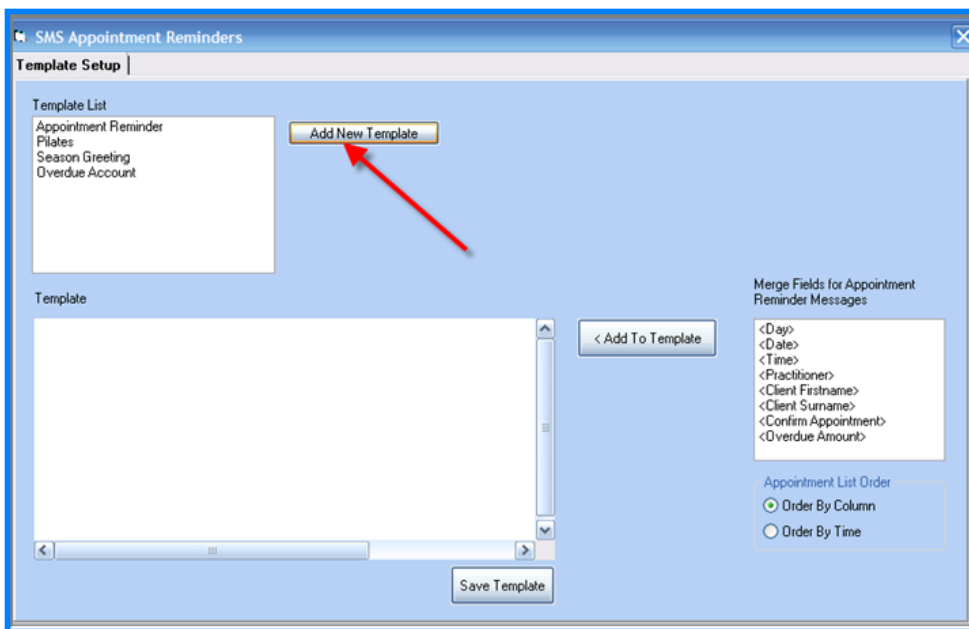 SMS Appointment Reminders
Template Setup
Template List
Appointment Reminder
Pilates
Season Greeting
Overdue Account
Add New Template
Template
< Add To Template
Merge Fields for Appointment
Reminder Messages
<Day>
<Date>
<Time>
<Practitioner>
<Client Firstname>
<Client Surname>
<Confirm Appointment>
<Overdue Amount>
Appointment List Order
Order By Column
Order By Time
Save Template